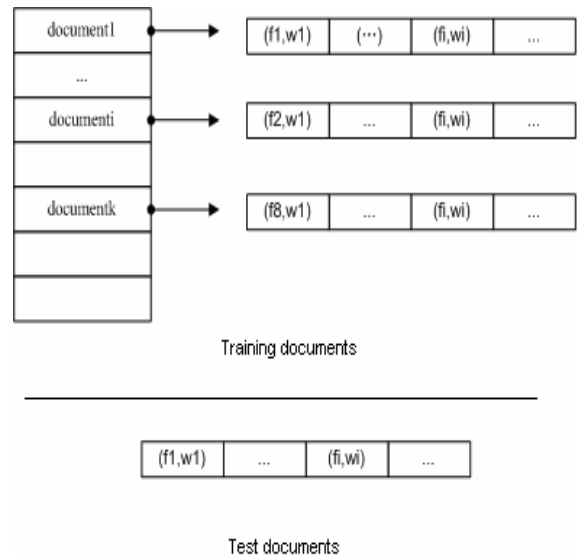 document1 (f1,w1) (···) (fi,wi) ...
...
documenti (f2,w1) ... (fi,wi) ...
documentk (f8,w1) ... (fi,wi) ...
Training documents
(f1,w1) ... (fi,wi) ...
Test documents